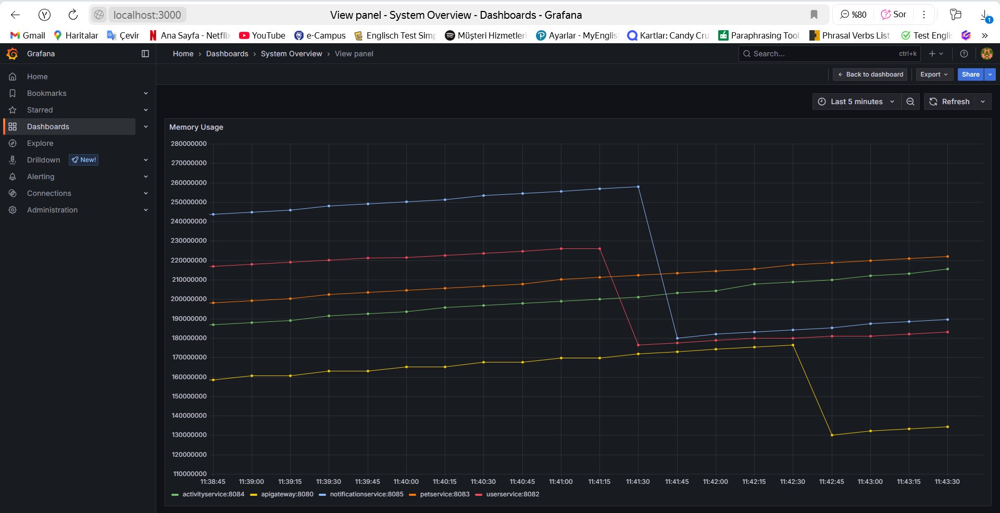 localhost:3000
View panel - System Overview - Dashboards - Grafana
%80
Sor
1
Gmail
Haritalar
Çevir
Ana Sayfa - Netfli
YouTube
e-Campus
Englisch Test Sim
Müşteri Hizmetleri
Ayarlar - MyEnglis
Kartlar: Candy Cru
Paraphrasing Tool
Phrasal Verbs List
Test Engli
»
Grafana
Home › Dashboards › System Overview › View panel
Search...
ctrl+k
Back to dashboard
Export
Share
Home
Bookmarks
Starred
Dashboards
Explore
Drilldown
New!
Alerting
Connections
Administration
Last 5 minutes
Refresh
Memory Usage
280000000
270000000
260000000
250000000
240000000
230000000
220000000
210000000
200000000
190000000
180000000
170000000
160000000
150000000
140000000
130000000
120000000
110000000
11:38:45 11:39:00 11:39:15 11:39:30 11:39:45 11:40:00 11:40:15 11:40:30 11:40:45 11:41:00 11:41:15 11:41:30 11:41:45 11:42:00 11:42:15 11:42:30 11:42:45 11:43:00 11:43:15 11:43:30
activityservice:8084 apigateway:8080 notificationservice:8085 petservice:8083 userservice:8082